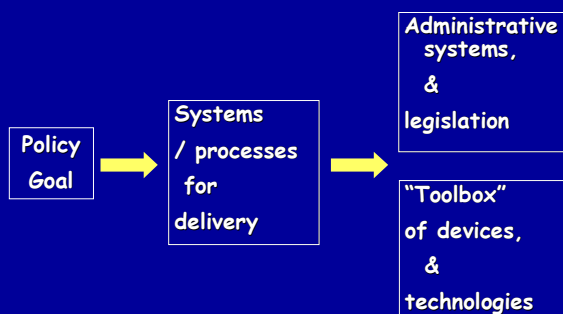 Policy
Goal
Systems
/ processes
for
delivery
Administrative
systems,
&
legislation
“Toolbox”
of devices,
&
technologies